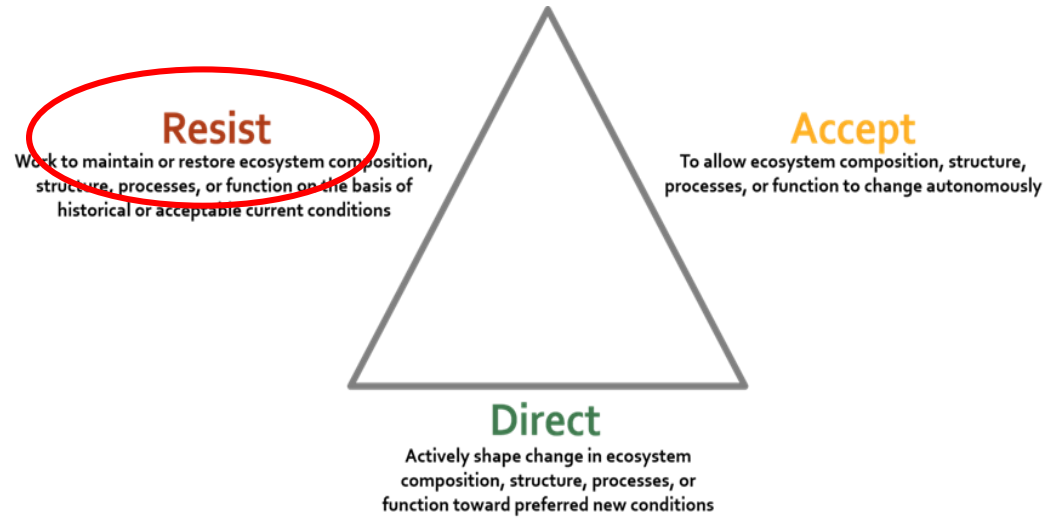 Resist
Work to maintain or restore ecosystem composition,
structure, processes, or function on the basis of
historical or acceptable current conditions
Accept
To allow ecosystem composition, structure,
processes, or function to change autonomously
Direct
Actively shape change in ecosystem
composition, structure, processes, or
function toward preferred new conditions